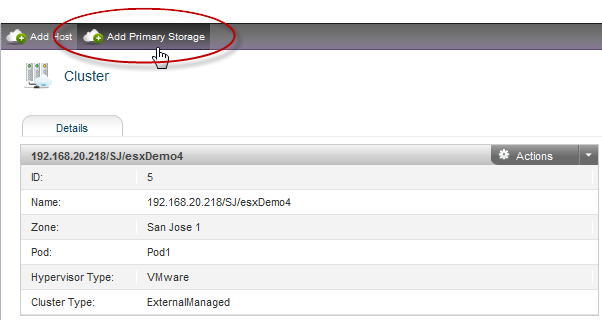 Add Host Add Primary Storage
Cluster
Details
192.168.20.218/SJ/esxDemo4 Actions
ID: 5
Name: 192.168.20.218/SJ/esxDemo4
Zone: San Jose 1
Pod: Pod1
Hypervisor Type: VMware
Cluster Type: ExternalManaged